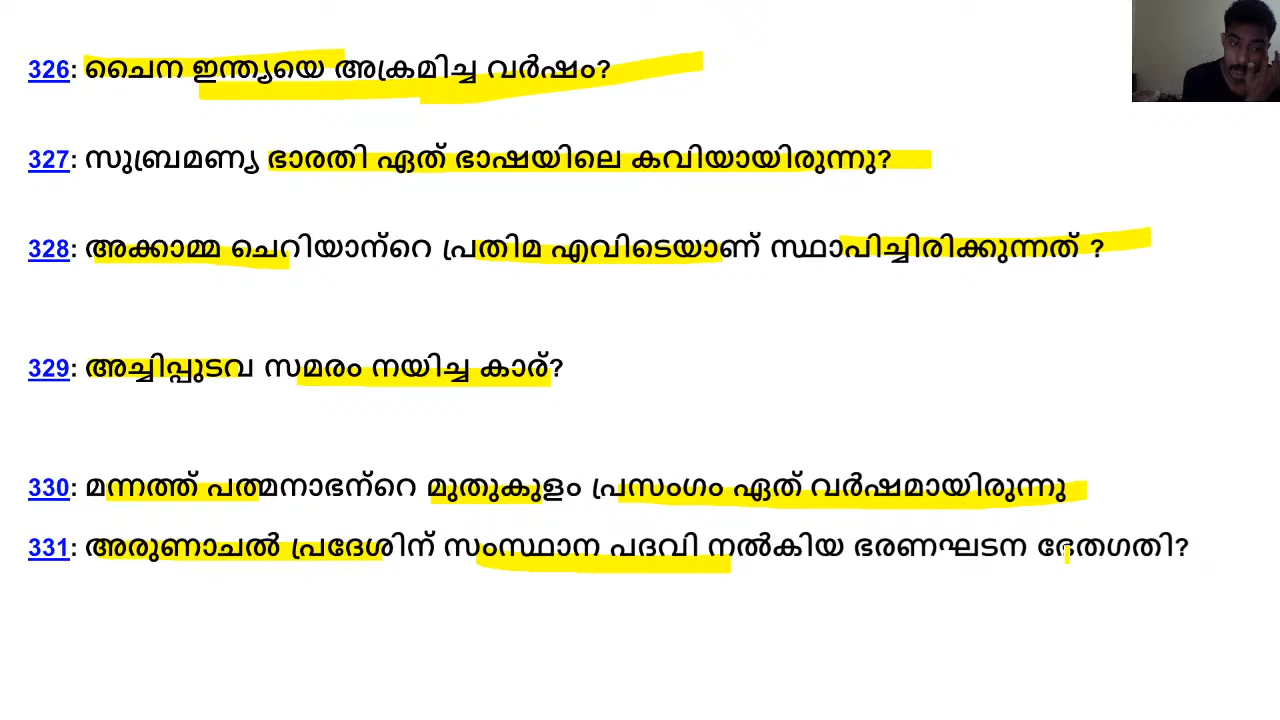 326: ചൈന ഇന്ത്യയെ അക്രമിച്ച വർഷം?
327: സുബ്രമണ്യ ഭാരതി ഏത് ഭാഷയിലെ കവിയായിരുന്നു?
328: അക്കാമ്മ ചെറിയാന്റെ പ്രതിമ എവിടെയാണ് സ്ഥാപിച്ചിരിക്കുന്നത് ?
329: അച്ചിപ്പുടവ സമരം നയിച്ച കാര്?
330: മന്നത്ത് പത്മനാഭന്റെ മുതുകുളം പ്രസംഗം ഏത് വർഷമായിരുന്നു
331: അരുണാചൽ പ്രദേശിന് സംസ്ഥാന പദവി നൽകിയ ഭരണഘടന ഭേതഗതി?